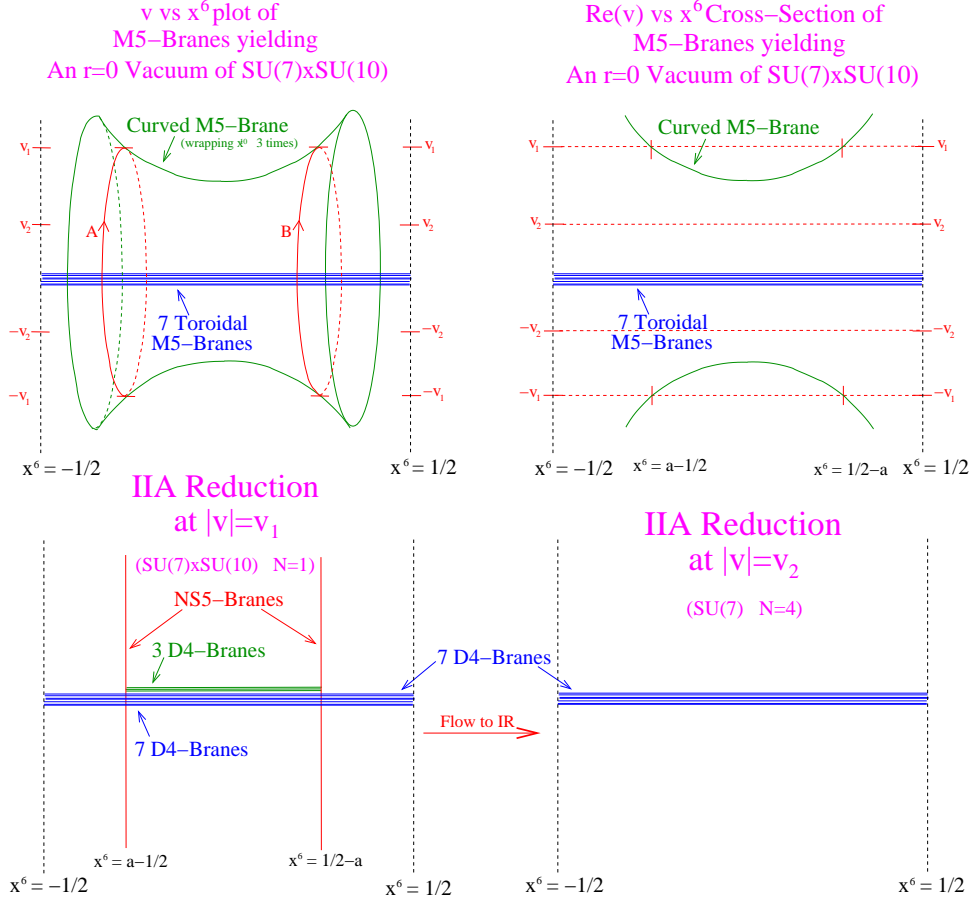 v vs x⁶ plot of
M5−Branes yielding
An r=0 Vacuum of SU(7)xSU(10)
Curved M5−Brane
(wrapping x¹⁰ 3 times)
v₁
v₁
v₂
v₂
A
B
−v₂
−v₂
7 Toroidal
M5−Branes
−v₁
−v₁
x⁶ = −1/2
x⁶ = 1/2
Re(v) vs x⁶ Cross−Section of
M5−Branes yielding
An r=0 Vacuum of SU(7)xSU(10)
Curved M5−Brane
v₁
v₁
v₂
v₂
−v₂
−v₂
7 Toroidal
M5−Branes
−v₁
−v₁
x⁶ = −1/2
x⁶ = a−1/2
x⁶ = 1/2−a
x⁶ = 1/2
IIA Reduction
at |v|=v₁
(SU(7)xSU(10) N=1)
NS5−Branes
3 D4−Branes
7 D4−Branes
7 D4−Branes
Flow to IR
x⁶ = a−1/2
x⁶ = 1/2−a
x⁶ = −1/2
x⁶ = 1/2
IIA Reduction
at |v|=v₂
(SU(7) N=4)
x⁶ = −1/2
x⁶ = 1/2